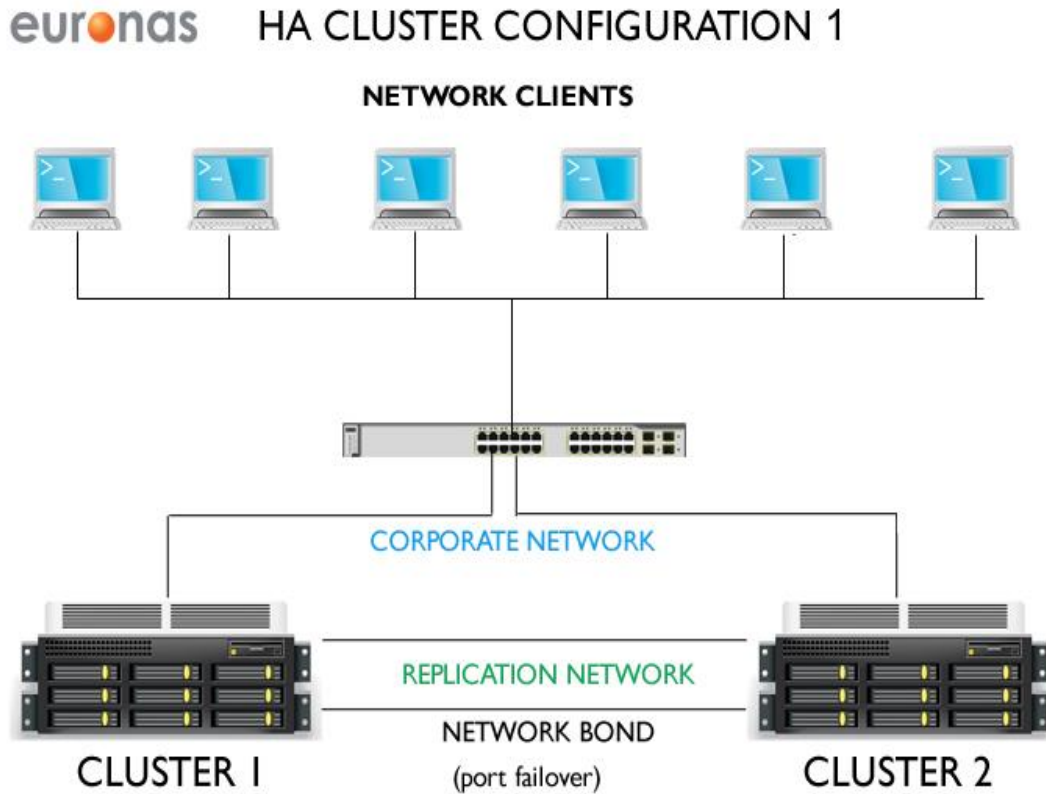 euronas HA CLUSTER CONFIGURATION 1
NETWORK CLIENTS
>_ >_ >_ >_ >_ >_
CORPORATE NETWORK
REPLICATION NETWORK
NETWORK BOND
(port failover)
CLUSTER 1
CLUSTER 2